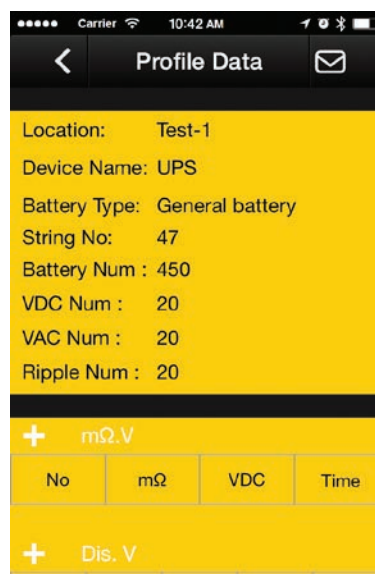 Carrier 10:42 AM
Profile Data
Location: Test-1
Device Name: UPS
Battery Type: General battery
String No: 47
Battery Num : 450
VDC Num : 20
VAC Num : 20
Ripple Num : 20
+ mΩ.V
No mΩ VDC Time
+ Dis. V